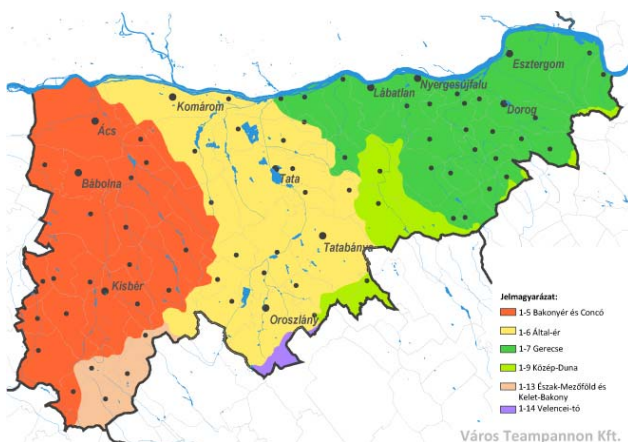 Esztergom
Nyergesújfalu
Lábatlan
Komárom
Dorog
Ács
Bábolna
Tata
Tatabánya
Kisbér
Oroszlány
Jelmagyarázat:
1-5 Bakonyér és Concó
1-6 Által-ér
1-7 Gerecse
1-9 Közép-Duna
1-13 Észak-Mezőföld és
Kelet-Bakony
1-14 Velencei-tó
Város Teampannon Kft.